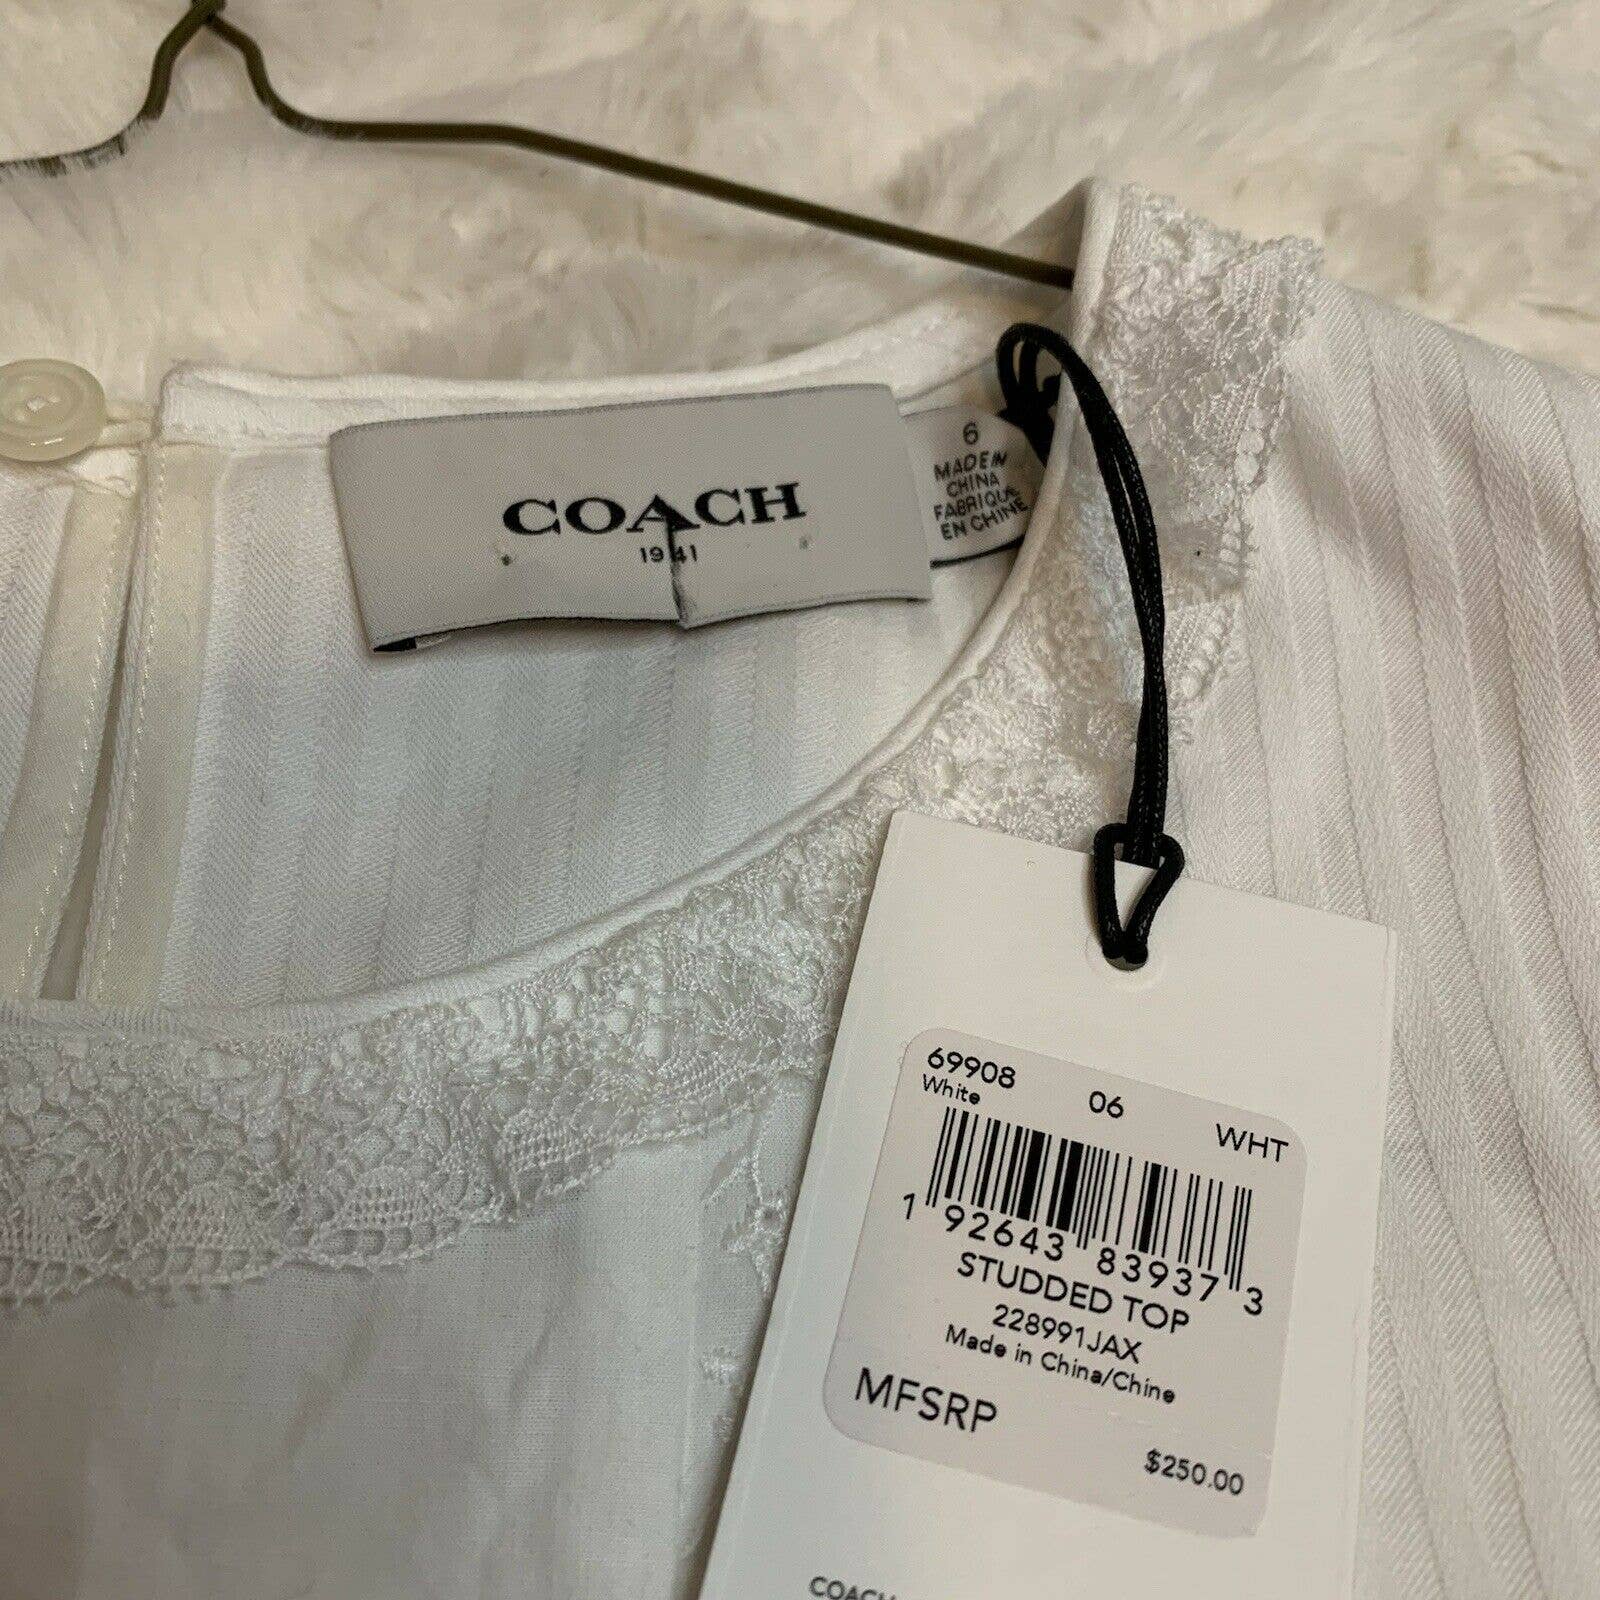 COACH
1941
6
MADE IN
CHINA
FABRIQUE
EN CHINE
69908 06 WHT
White
1 92643 83937 3
STUDDED TOP
228991JAX
Made in China/Chine
MFSRP
$250.00
COACH